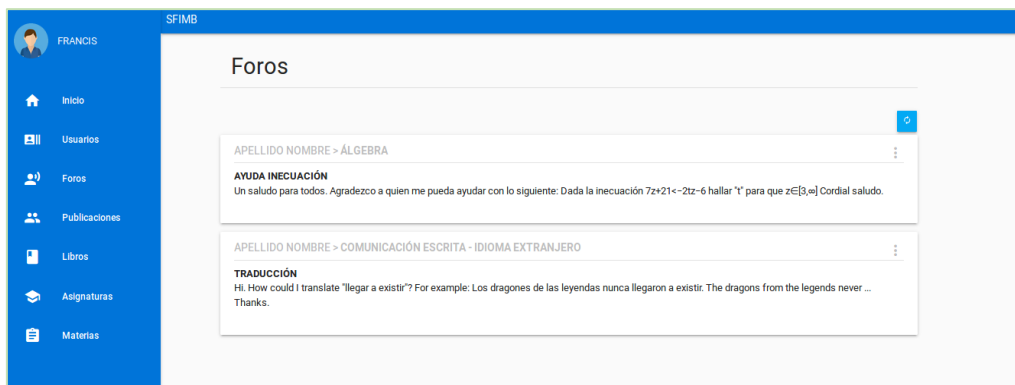 SFIMB
FRANCIS
Inicio
Usuarios
Foros
Publicaciones
Libros
Asignaturas
Materias
Foros
APELLIDO NOMBRE > ÁLGEBRA
AYUDA INECUACIÓN
Un saludo para todos. Agradezco a quien me pueda ayudar con lo siguiente: Dada la inecuación 7z+21<−2tz−6 hallar "t" para que z∈[3,∞] Cordial saludo.
APELLIDO NOMBRE > COMUNICACIÓN ESCRITA - IDIOMA EXTRANJERO
TRADUCCIÓN
Hi. How could I translate "llegar a existir"? For example: Los dragones de las leyendas nunca llegaron a existir. The dragons from the legends never ...
Thanks.